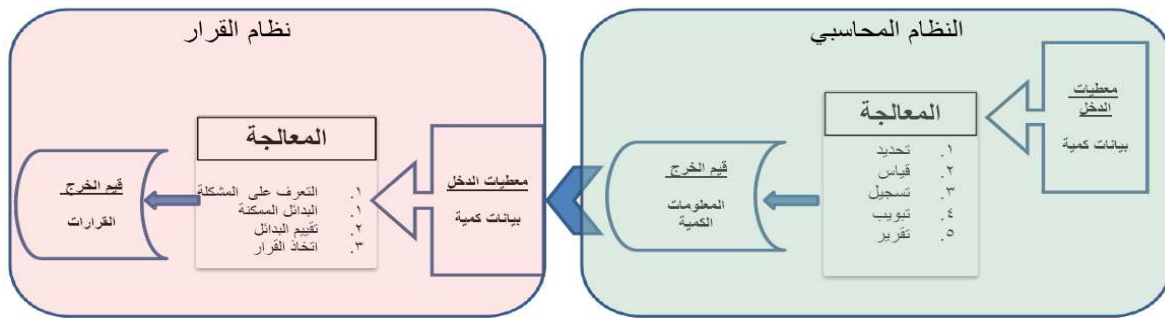 النظام المحاسبي
معطيات
الدخل
بيانات كمية
المعالجة
١. تحديد
٢. قياس
٣. تسجيل
٤. تبويب
٥. تقرير
قيم الخرج
المعلومات
الكمية
نظام القرار
معطيات الدخل
بيانات كمية
المعالجة
١. التعرف على المشكلة
١. البدائل الممكنة
٢. تقييم البدائل
٣. اتخاذ القرار
قيم الخرج
القرارات